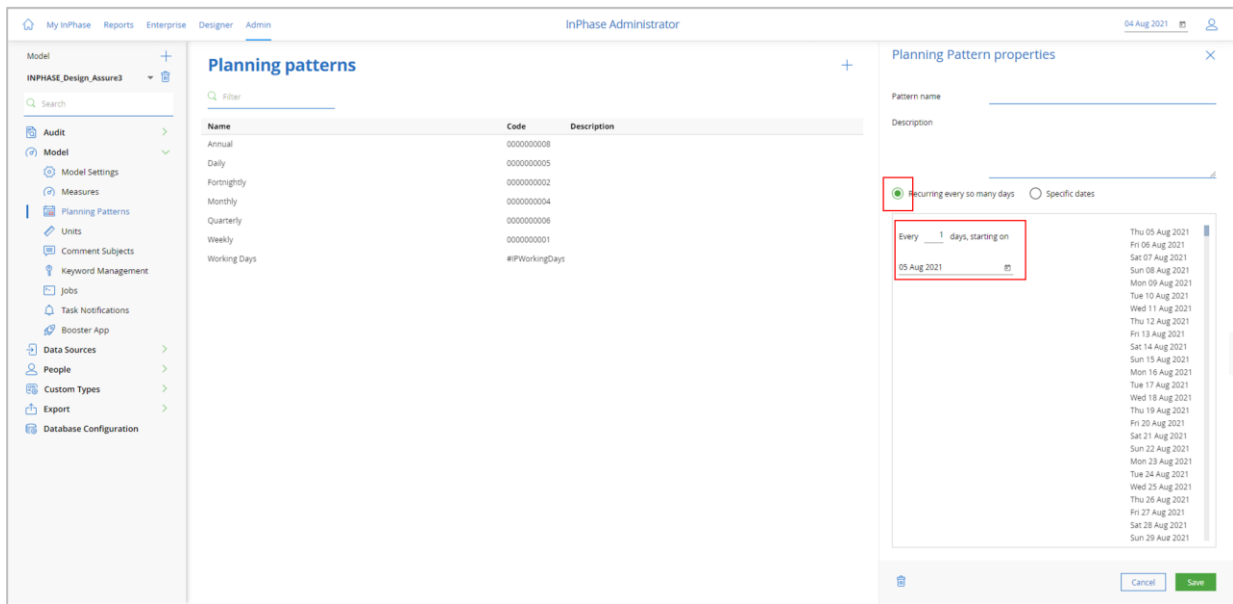 My InPhase Reports Enterprise Designer Admin
InPhase Administrator
04 Aug 2021
Model
INPHASE_Design_Assure3
Search
Audit
Model
Model Settings
Measures
Planning Patterns
Units
Comment Subjects
Keyword Management
Jobs
Task Notifications
Booster App
Data Sources
People
Custom Types
Export
Database Configuration
Planning patterns
Filter
Name Code Description
Annual 0000000008
Daily 0000000005
Fortnightly 0000000002
Monthly 0000000004
Quarterly 0000000006
Weekly 0000000001
Working Days #IPWorkingDays
Planning Pattern properties
Pattern name
Description
Recurring every so many days Specific dates
Every 1 days, starting on
05 Aug 2021
Thu 05 Aug 2021
Fri 06 Aug 2021
Sat 07 Aug 2021
Sun 08 Aug 2021
Mon 09 Aug 2021
Tue 10 Aug 2021
Wed 11 Aug 2021
Thu 12 Aug 2021
Fri 13 Aug 2021
Sat 14 Aug 2021
Sun 15 Aug 2021
Mon 16 Aug 2021
Tue 17 Aug 2021
Wed 18 Aug 2021
Thu 19 Aug 2021
Fri 20 Aug 2021
Sat 21 Aug 2021
Sun 22 Aug 2021
Mon 23 Aug 2021
Tue 24 Aug 2021
Wed 25 Aug 2021
Thu 26 Aug 2021
Fri 27 Aug 2021
Sat 28 Aug 2021
Sun 29 Aug 2021
Cancel Save